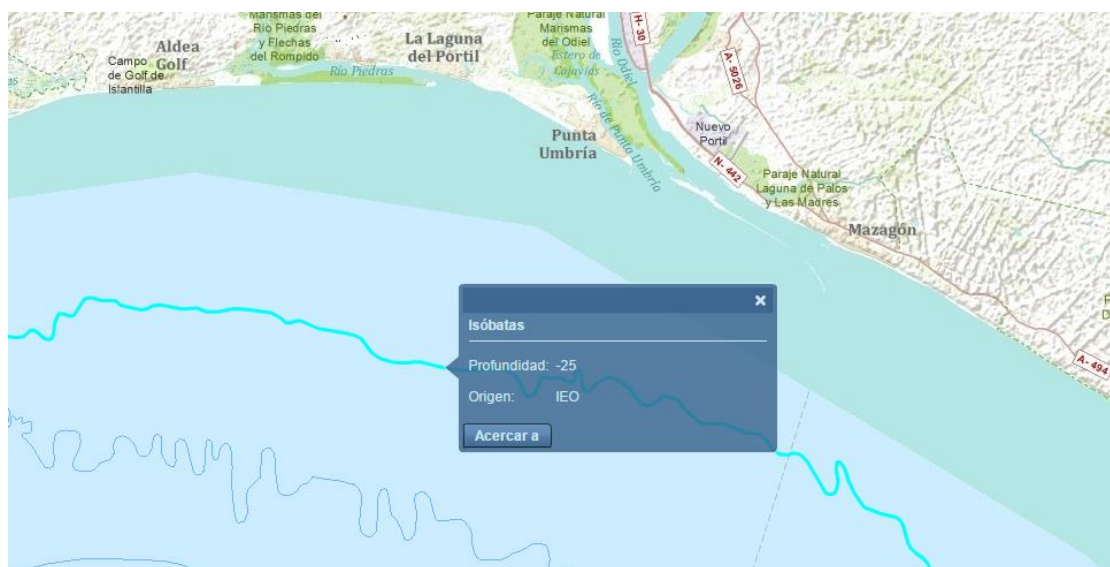 Marismas del
Río Piedras
y Flechas
del Rompido
Aldea
Golf
Campo
de Golf de
Islantilla
Río Piedras
La Laguna
del Portil
Paraje Natural
Marismas
del Odiel
Estero de
Cajavías
Río Odiel
H- 30
A- 5026
Río de Punta Umbría
Punta
Umbría
Nuevo
Portil
N- 442
Paraje Natural
Laguna de Palos
y Las Madres
Mazagón
A- 494
Isóbatas
Profundidad: -25
Origen: IEO
Acercar a